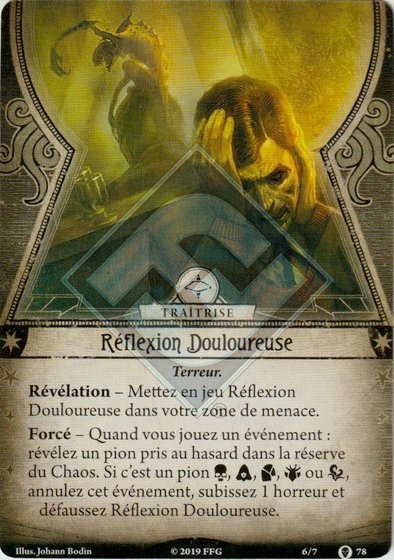 TRAÎTRISE
Réflexion Douloureuse
Terreur.
Révélation – Mettez en jeu Réflexion
Douloureuse dans votre zone de menace.
Forcé – Quand vous jouez un événement :
révélez un pion pris au hasard dans la réserve
du Chaos. Si c'est un pion , , , ou ,
annulez cet événement, subissez 1 horreur et
défaussez Réflexion Douloureuse.
Illus. Johann Bodin © 2019 FFG 6/7 78